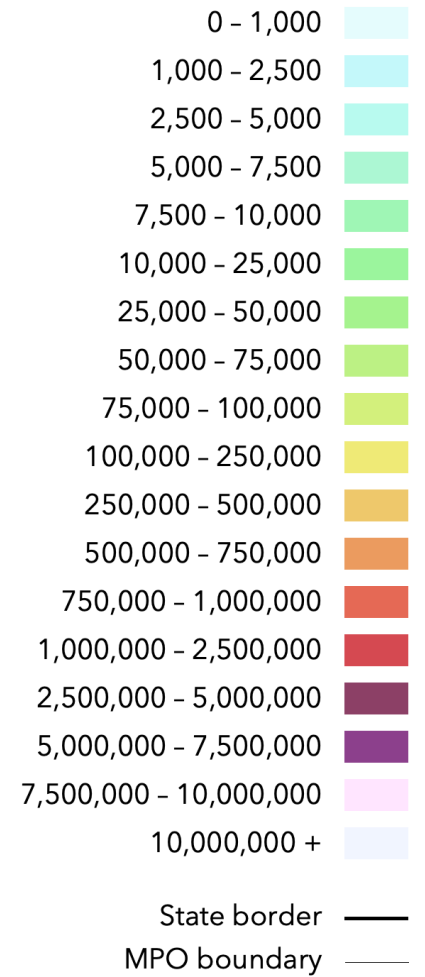 0 – 1,000
1,000 – 2,500
2,500 – 5,000
5,000 – 7,500
7,500 – 10,000
10,000 – 25,000
25,000 – 50,000
50,000 – 75,000
75,000 – 100,000
100,000 – 250,000
250,000 – 500,000
500,000 – 750,000
750,000 – 1,000,000
1,000,000 – 2,500,000
2,500,000 – 5,000,000
5,000,000 – 7,500,000
7,500,000 – 10,000,000
10,000,000 +
State border
MPO boundary